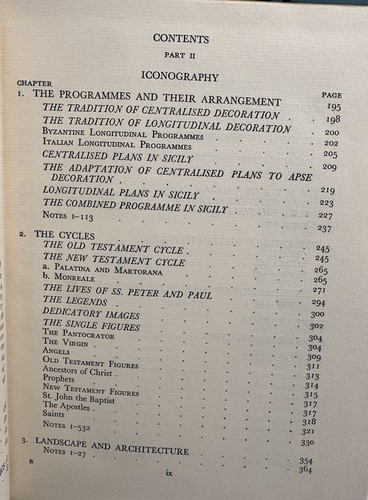 CONTENTS
PART II
ICONOGRAPHY
CHAPTER PAGE
1. THE PROGRAMMES AND THEIR ARRANGEMENT 195
THE TRADITION OF CENTRALISED DECORATION . . 198
THE TRADITION OF LONGITUDINAL DECORATION . 200
Byzantine Longitudinal Programmes . . . . 202
Italian Longitudinal Programmes . . . . 205
CENTRALISED PLANS IN SICILY . . . . 209
THE ADAPTATION OF CENTRALISED PLANS TO APSE
DECORATION . . . . . . . 219
LONGITUDINAL PLANS IN SICILY . . . . 223
THE COMBINED PROGRAMME IN SICILY . . . 227
Notes 1–113 . . . . . . . 237
2. THE CYCLES . . . . . . . 245
THE OLD TESTAMENT CYCLE . . . . . 245
THE NEW TESTAMENT CYCLE . . . . . 265
a. Palatina and Martorana . . . . . 265
b. Monreale . . . . . . . 271
THE LIVES OF SS. PETER AND PAUL . . . . 294
THE LEGENDS . . . . . . . 300
DEDICATORY IMAGES . . . . . . 302
THE SINGLE FIGURES . . . . . . 304
The Pantocrator . . . . . . 304
The Virgin . . . . . . . 309
Angels . . . . . . . 311
Old Testament Figures . . . . . 313
Ancestors of Christ . . . . . . 314
Prophets . . . . . . . 315
New Testament Figures . . . . . 317
St. John the Baptist . . . . . . 317
The Apostles . . . . . . . 318
Saints . . . . . . . 321
Notes 1–532 . . . . . . . 330
3. LANDSCAPE AND ARCHITECTURE . . . . 354
Notes 1–27 . . . . . . . 364
B
ix